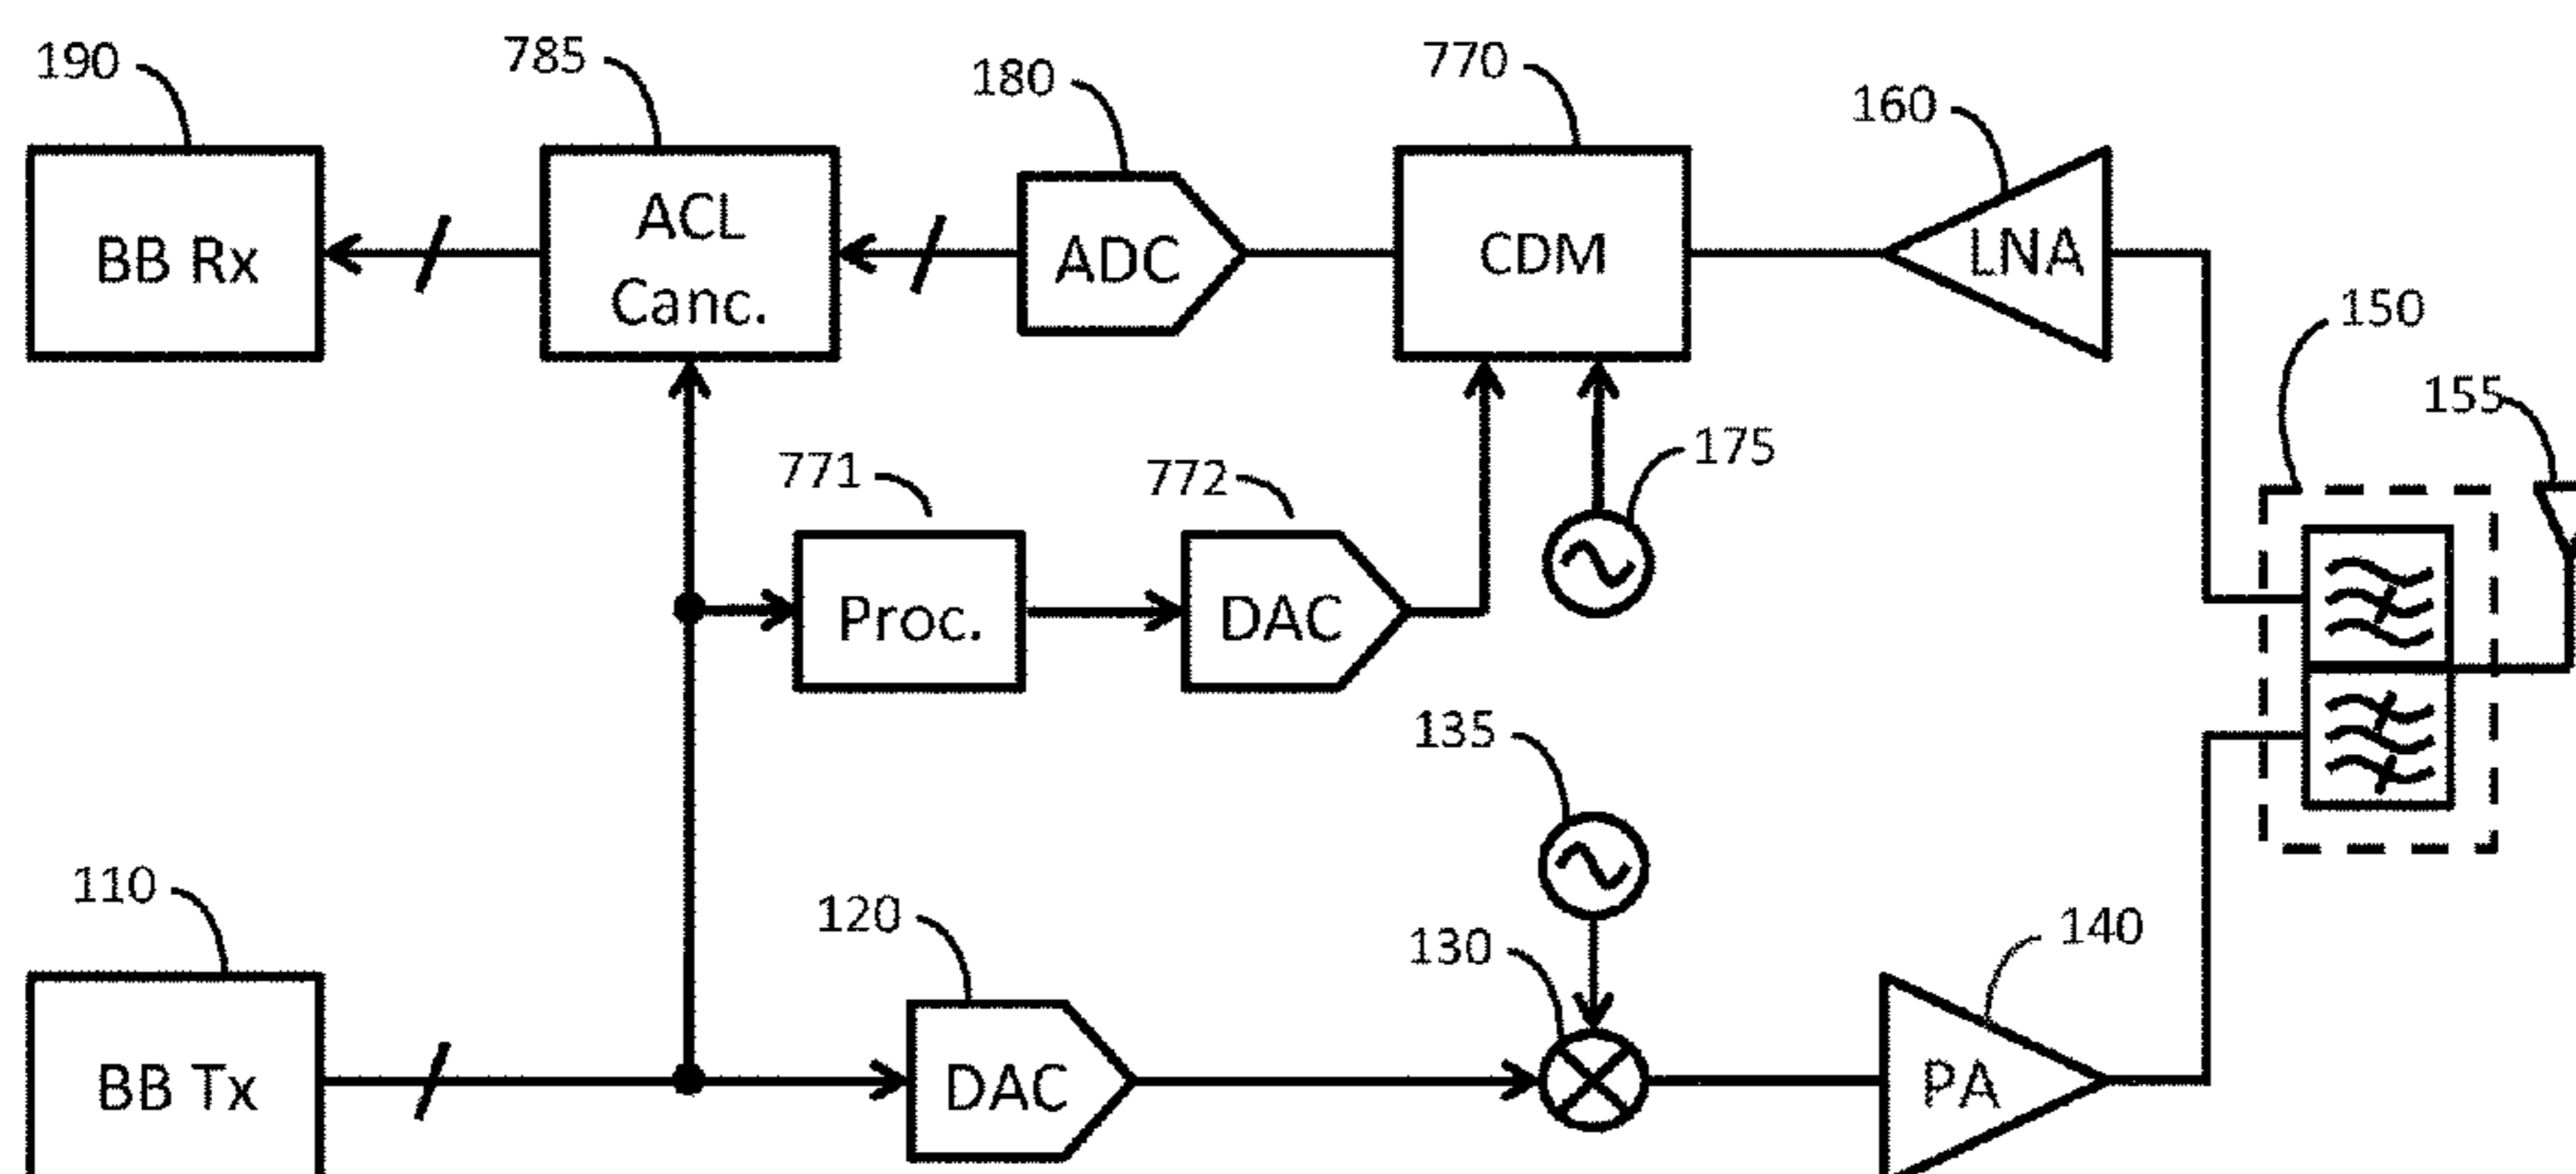 190
785
180
770
160
BB Rx
ACL
Canc.
ADC
CDM
LNA
150
155
771
772
175
Proc.
DAC
135
110
120
130
140
BB Tx
DAC
PA